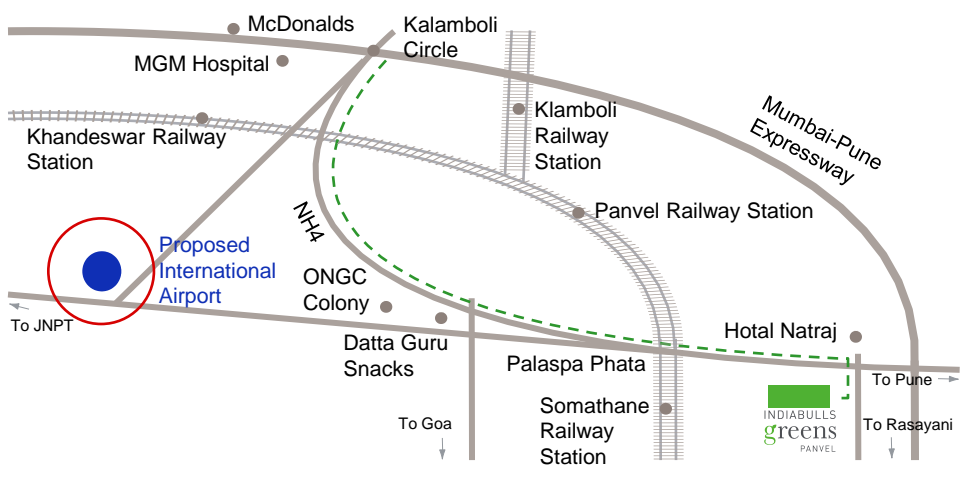 McDonalds
Kalamboli
Circle
MGM Hospital
Mumbai-Pune
Expressway
Klamboli
Railway
Station
Khandeswar Railway
Station
NH4
Panvel Railway Station
Proposed
International
Airport
ONGC
Colony
To JNPT
Datta Guru
Snacks
Palaspa Phata
Hotal Natraj
To Pune
Somathane
Railway
Station
To Goa
INDIABULLS
greens
PANVEL
To Rasayani